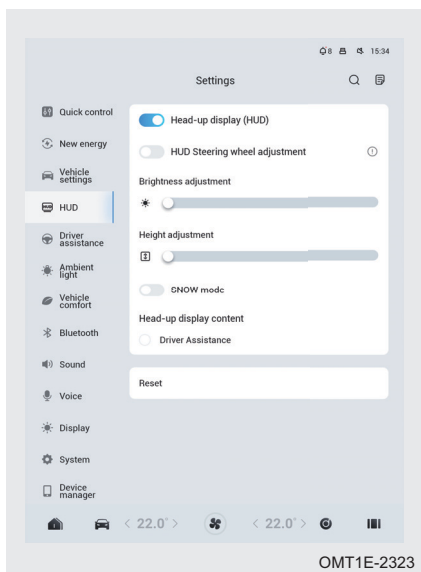 8 15:34
Settings
Quick control
Head-up display (HUD)
New energy
HUD Steering wheel adjustment
Vehicle
settings
Brightness adjustment
HUD
Driver
assistance
Height adjustment
Ambient
light
SNOW mode
Vehicle
comfort
Head-up display content
Bluetooth
Driver Assistance
Sound
Reset
Voice
Display
System
Device
manager
< 22.0° >
< 22.0° >
OMT1E-2323